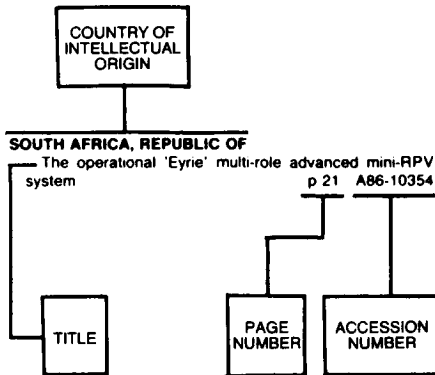 COUNTRY OF
INTELLECTUAL
ORIGIN
SOUTH AFRICA, REPUBLIC OF
The operational 'Eyrie' multi-role advanced mini-RPV
system p 21 A86-10354
TITLE
PAGE
NUMBER
ACCESSION
NUMBER